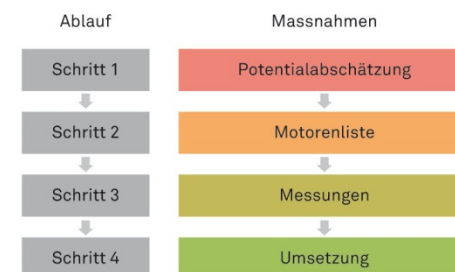 Ablauf Massnahmen
Schritt 1 Potentialabschätzung
Schritt 2 Motorenliste
Schritt 3 Messungen
Schritt 4 Umsetzung